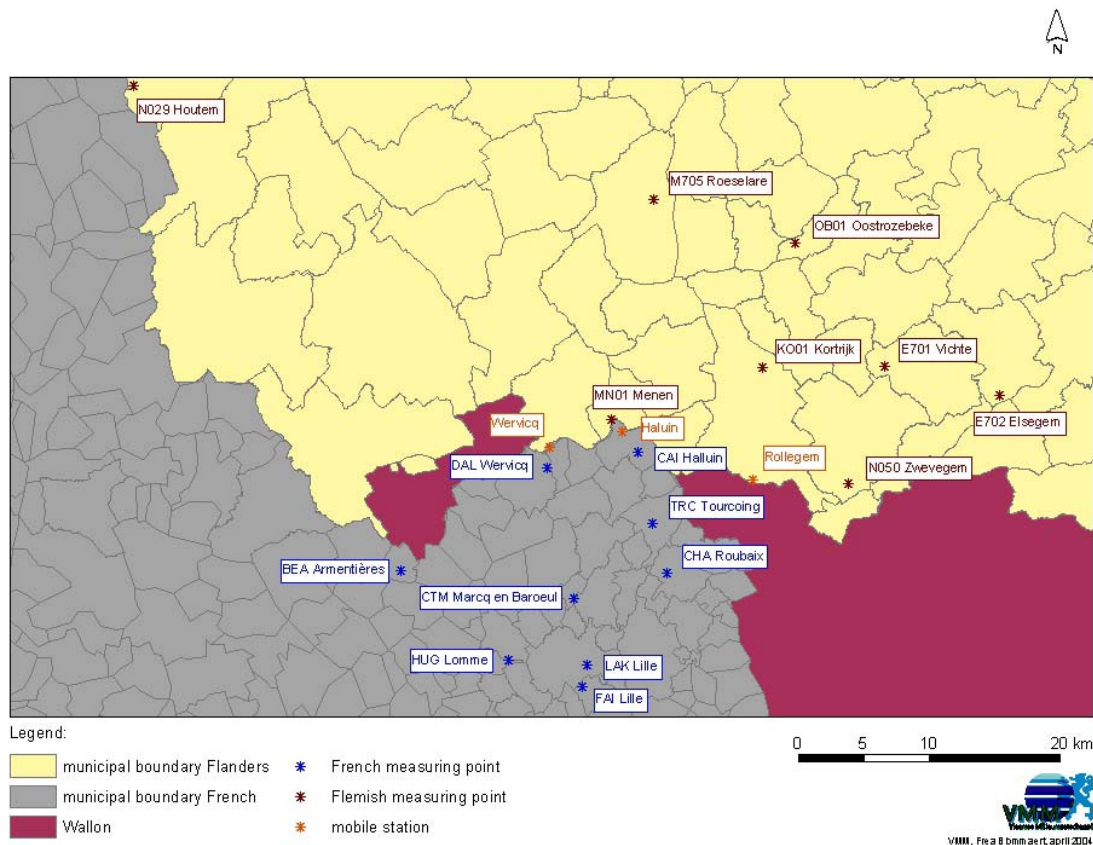 N
N029 Houtem
M705 Roeselare
OB01 Oostrozebeke
KO01 Kortrijk
E701 Vichte
MN01 Menen
E702 Elsegem
Wervicq
Haluin
DAL Wervicq
CAI Halluin
Rollegem
N050 Zwevegem
TRC Tourcoing
CHA Roubaix
BEA Armentières
CTM Marcq en Baroeul
HUG Lomme
LAK Lille
FAI Lille
Legend:
municipal boundary Flanders
French measuring point
municipal boundary French
Flemish measuring point
Wallon
mobile station
0 5 10 20 km
VMM
VMM, april 2004